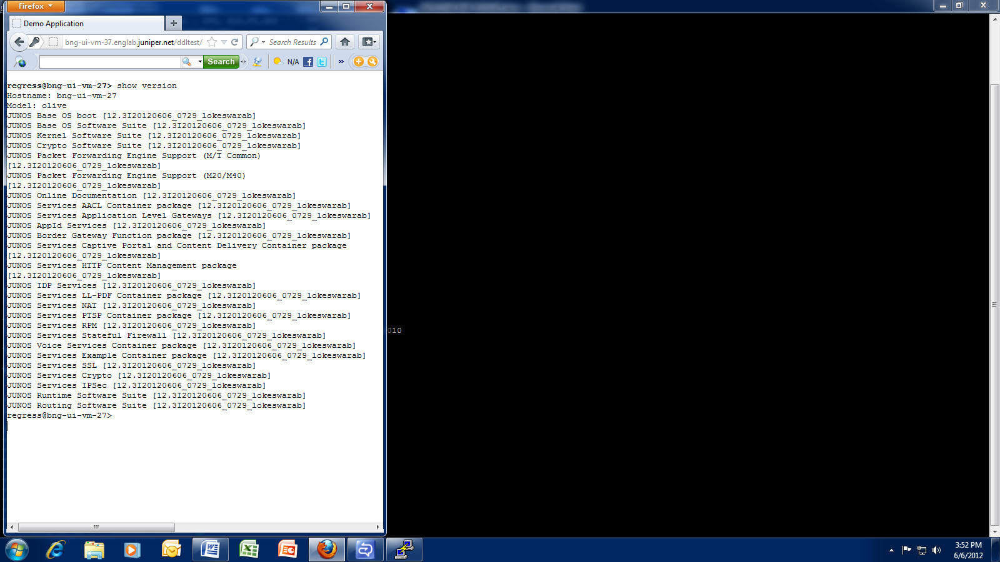 Firefox
Demo Application
bng-ui-vm-37.englab.juniper.net/ddltest/
Search Results
Search
N/A
»
regress@bng-ui-vm-27> show version
Hostname: bng-ui-vm-27
Model: olive
JUNOS Base OS boot [12.3I20120606_0729_lokeswarab]
JUNOS Base OS Software Suite [12.3I20120606_0729_lokeswarab]
JUNOS Kernel Software Suite [12.3I20120606_0729_lokeswarab]
JUNOS Crypto Software Suite [12.3I20120606_0729_lokeswarab]
JUNOS Packet Forwarding Engine Support (M/T Common)
[12.3I20120606_0729_lokeswarab]
JUNOS Packet Forwarding Engine Support (M20/M40)
[12.3I20120606_0729_lokeswarab]
JUNOS Online Documentation [12.3I20120606_0729_lokeswarab]
JUNOS Services AACL Container package [12.3I20120606_0729_lokeswarab]
JUNOS Services Application Level Gateways [12.3I20120606_0729_lokeswarab]
JUNOS AppId Services [12.3I20120606_0729_lokeswarab]
JUNOS Border Gateway Function package [12.3I20120606_0729_lokeswarab]
JUNOS Services Captive Portal and Content Delivery Container package
[12.3I20120606_0729_lokeswarab]
JUNOS Services HTTP Content Management package
[12.3I20120606_0729_lokeswarab]
JUNOS IDP Services [12.3I20120606_0729_lokeswarab]
JUNOS Services LL-PDF Container package [12.3I20120606_0729_lokeswarab]
JUNOS Services NAT [12.3I20120606_0729_lokeswarab]
JUNOS Services PTSP Container package [12.3I20120606_0729_lokeswarab]
JUNOS Services RPM [12.3I20120606_0729_lokeswarab]
JUNOS Services Stateful Firewall [12.3I20120606_0729_lokeswarab]
JUNOS Voice Services Container package [12.3I20120606_0729_lokeswarab]
JUNOS Services Example Container package [12.3I20120606_0729_lokeswarab]
JUNOS Services SSL [12.3I20120606_0729_lokeswarab]
JUNOS Services Crypto [12.3I20120606_0729_lokeswarab]
JUNOS Services IPSec [12.3I20120606_0729_lokeswarab]
JUNOS Runtime Software Suite [12.3I20120606_0729_lokeswarab]
JUNOS Routing Software Suite [12.3I20120606_0729_lokeswarab]
regress@bng-ui-vm-27>
010
3:52 PM
6/6/2012